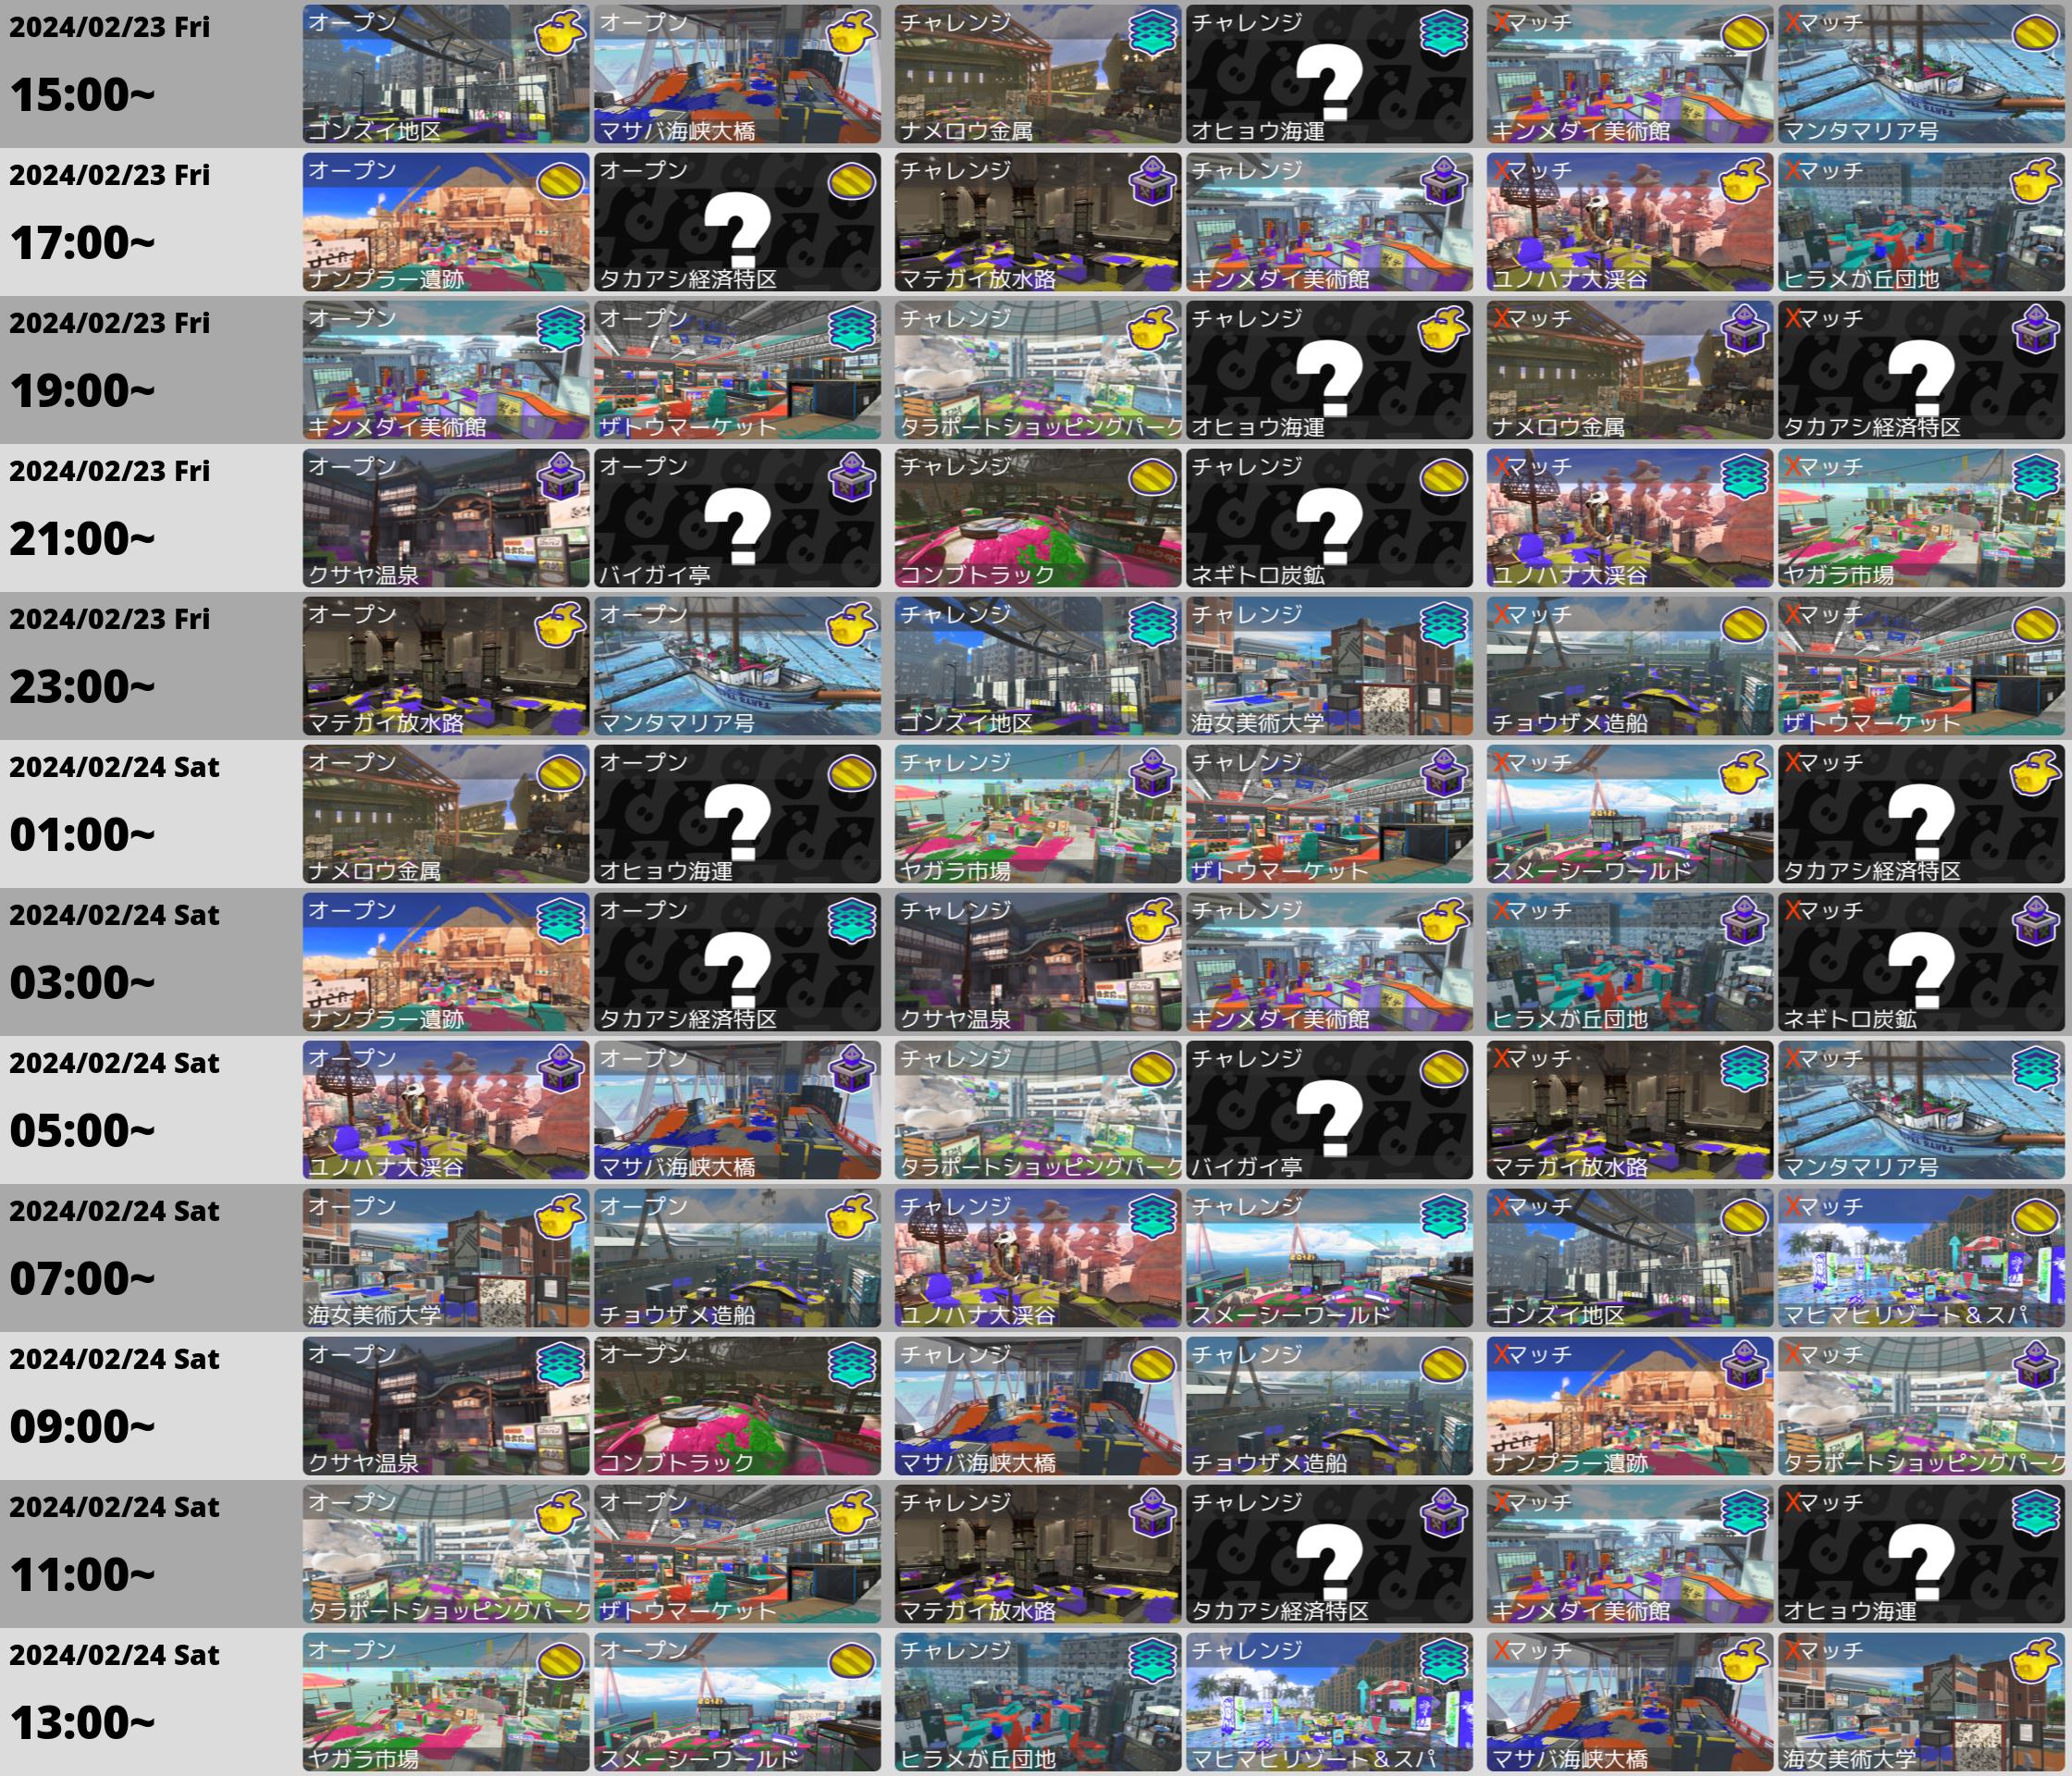 2024/02/23 Fri
15:00~
オープン オープン チャレンジ チャレンジ Xマッチ Xマッチ
ゴンズイ地区 マサバ海峡大橋 ナメロウ金属 オヒョウ海運 キンメダイ美術館 マンタマリア号
2024/02/23 Fri
17:00~
オープン オープン チャレンジ チャレンジ Xマッチ Xマッチ
ナンプラー遺跡 タカアシ経済特区 マテガイ放水路 キンメダイ美術館 ユノハナ大渓谷 ヒラメが丘団地
2024/02/23 Fri
19:00~
オープン オープン チャレンジ チャレンジ Xマッチ Xマッチ
キンメダイ美術館 ザトウマーケット タラポートショッピングパーク オヒョウ海運 ナメロウ金属 タカアシ経済特区
2024/02/23 Fri
21:00~
オープン オープン チャレンジ チャレンジ Xマッチ Xマッチ
クサヤ温泉 バイガイ亭 コンブトラック ネギトロ炭鉱 ユノハナ大渓谷 ヤガラ市場
2024/02/23 Fri
23:00~
オープン オープン チャレンジ チャレンジ Xマッチ Xマッチ
マテガイ放水路 マンタマリア号 ゴンズイ地区 海女美術大学 チョウザメ造船 ザトウマーケット
2024/02/24 Sat
01:00~
オープン オープン チャレンジ チャレンジ Xマッチ Xマッチ
ナメロウ金属 オヒョウ海運 ヤガラ市場 ザトウマーケット スメーシーワールド タカアシ経済特区
2024/02/24 Sat
03:00~
オープン オープン チャレンジ チャレンジ Xマッチ Xマッチ
ナンプラー遺跡 タカアシ経済特区 クサヤ温泉 キンメダイ美術館 ヒラメが丘団地 ネギトロ炭鉱
2024/02/24 Sat
05:00~
オープン オープン チャレンジ チャレンジ Xマッチ Xマッチ
ユノハナ大渓谷 マサバ海峡大橋 タラポートショッピングパーク バイガイ亭 マテガイ放水路 マンタマリア号
2024/02/24 Sat
07:00~
オープン オープン チャレンジ チャレンジ Xマッチ Xマッチ
海女美術大学 チョウザメ造船 ユノハナ大渓谷 スメーシーワールド ゴンズイ地区 マヒマヒリゾート＆スパ
2024/02/24 Sat
09:00~
オープン オープン チャレンジ チャレンジ Xマッチ Xマッチ
クサヤ温泉 コンブトラック マサバ海峡大橋 チョウザメ造船 ナンプラー遺跡 タラポートショッピングパーク
2024/02/24 Sat
11:00~
オープン オープン チャレンジ チャレンジ Xマッチ Xマッチ
タラポートショッピングパーク ザトウマーケット マテガイ放水路 タカアシ経済特区 キンメダイ美術館 オヒョウ海運
2024/02/24 Sat
13:00~
オープン オープン チャレンジ チャレンジ Xマッチ Xマッチ
ヤガラ市場 スメーシーワールド ヒラメが丘団地 マヒマヒリゾート＆スパ マサバ海峡大橋 海女美術大学